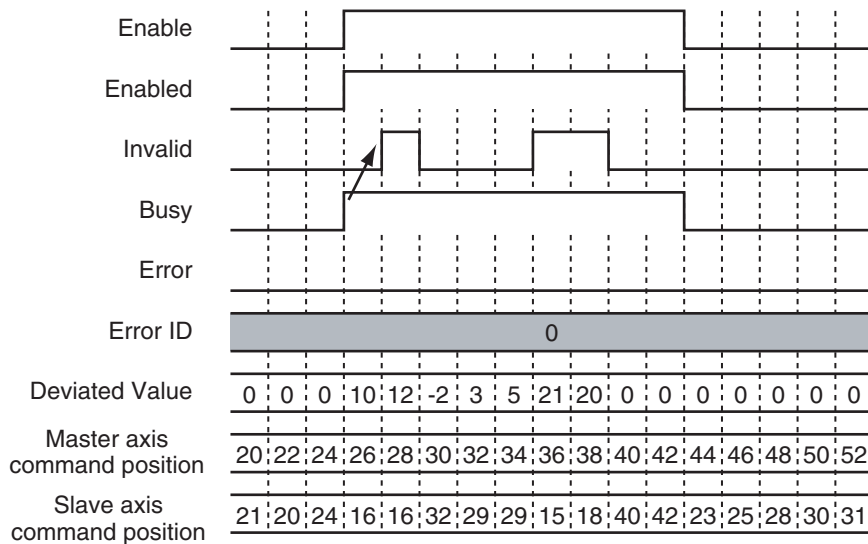 Enable
Enabled
Invalid
Busy
Error
Error ID 0
Deviated Value 0 0 0 10 12 -2 3 5 21 20 0 0 0 0 0 0 0
Master axis
command position 20 22 24 26 28 30 32 34 36 38 40 42 44 46 48 50 52
Slave axis
command position 21 20 24 16 16 32 29 29 15 18 40 42 23 25 28 30 31